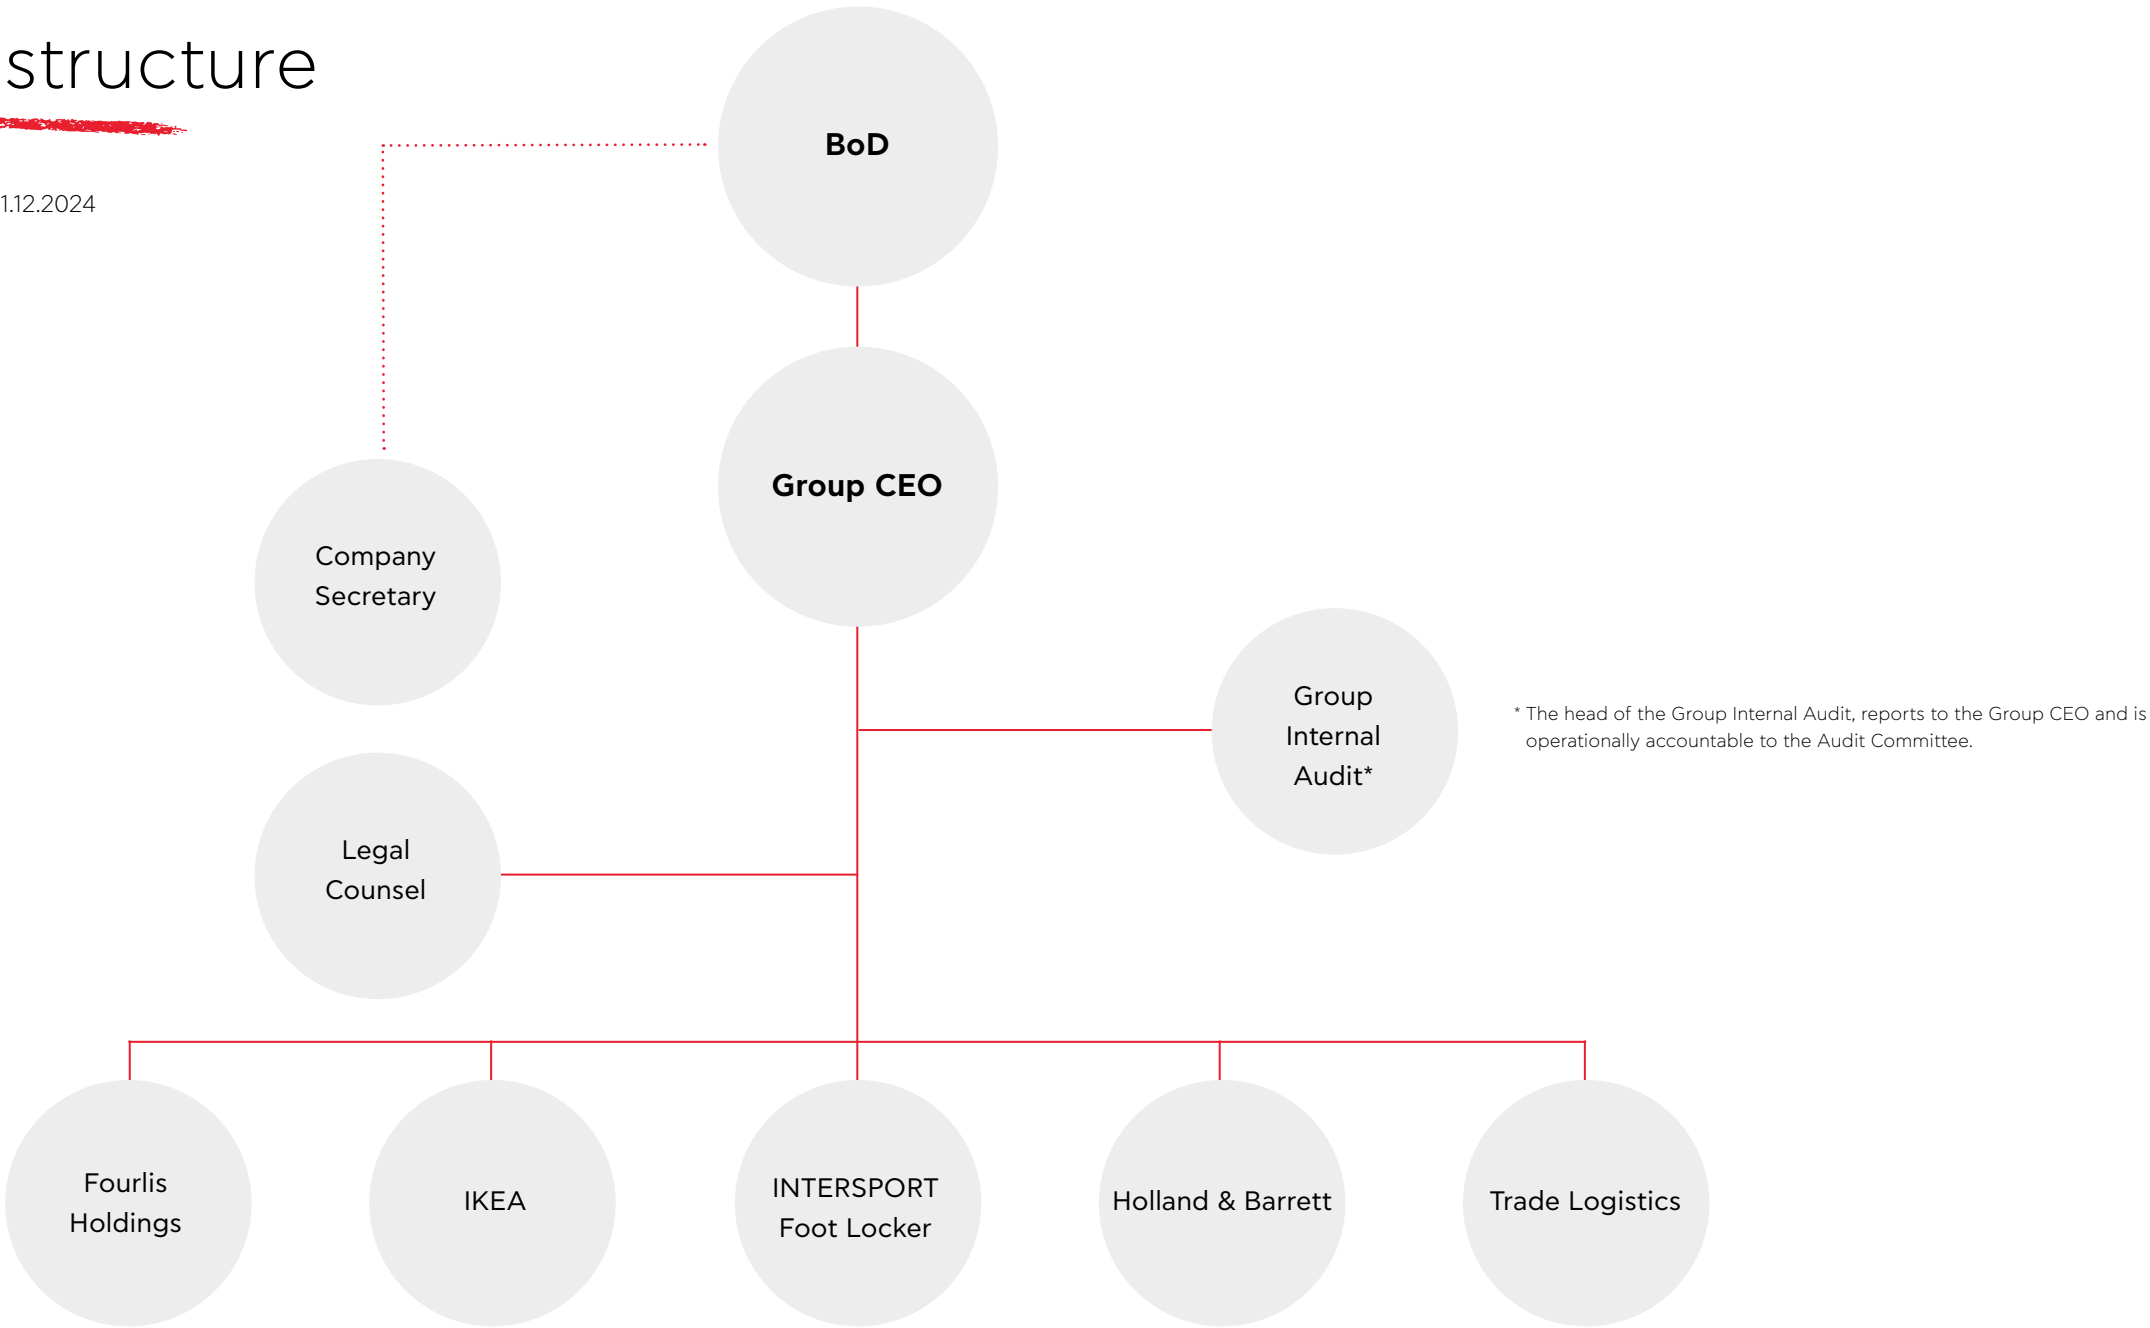 structure
1.12.2024
BoD
Group CEO
Company
Secretary
Group
Internal
Audit*
* The head of the Group Internal Audit, reports to the Group CEO and is
operationally accountable to the Audit Committee.
Legal
Counsel
Fourlis
Holdings
IKEA
INTERSPORT
Foot Locker
Holland & Barrett
Trade Logistics